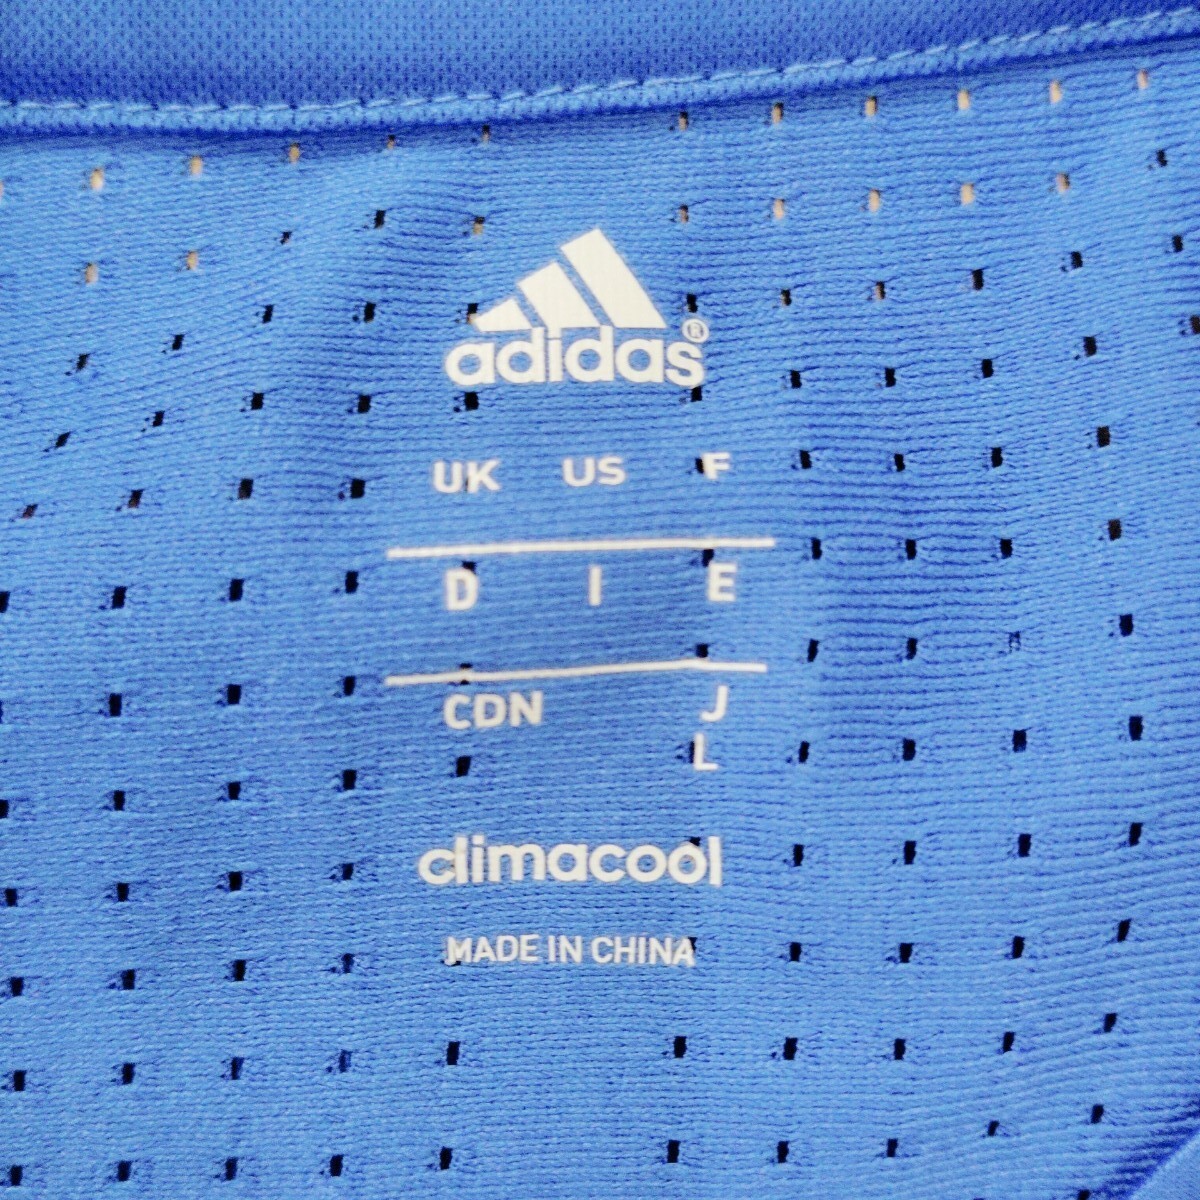 adidas®
UK US F
D I E
CDN J
L
climacool
MADE IN CHINA